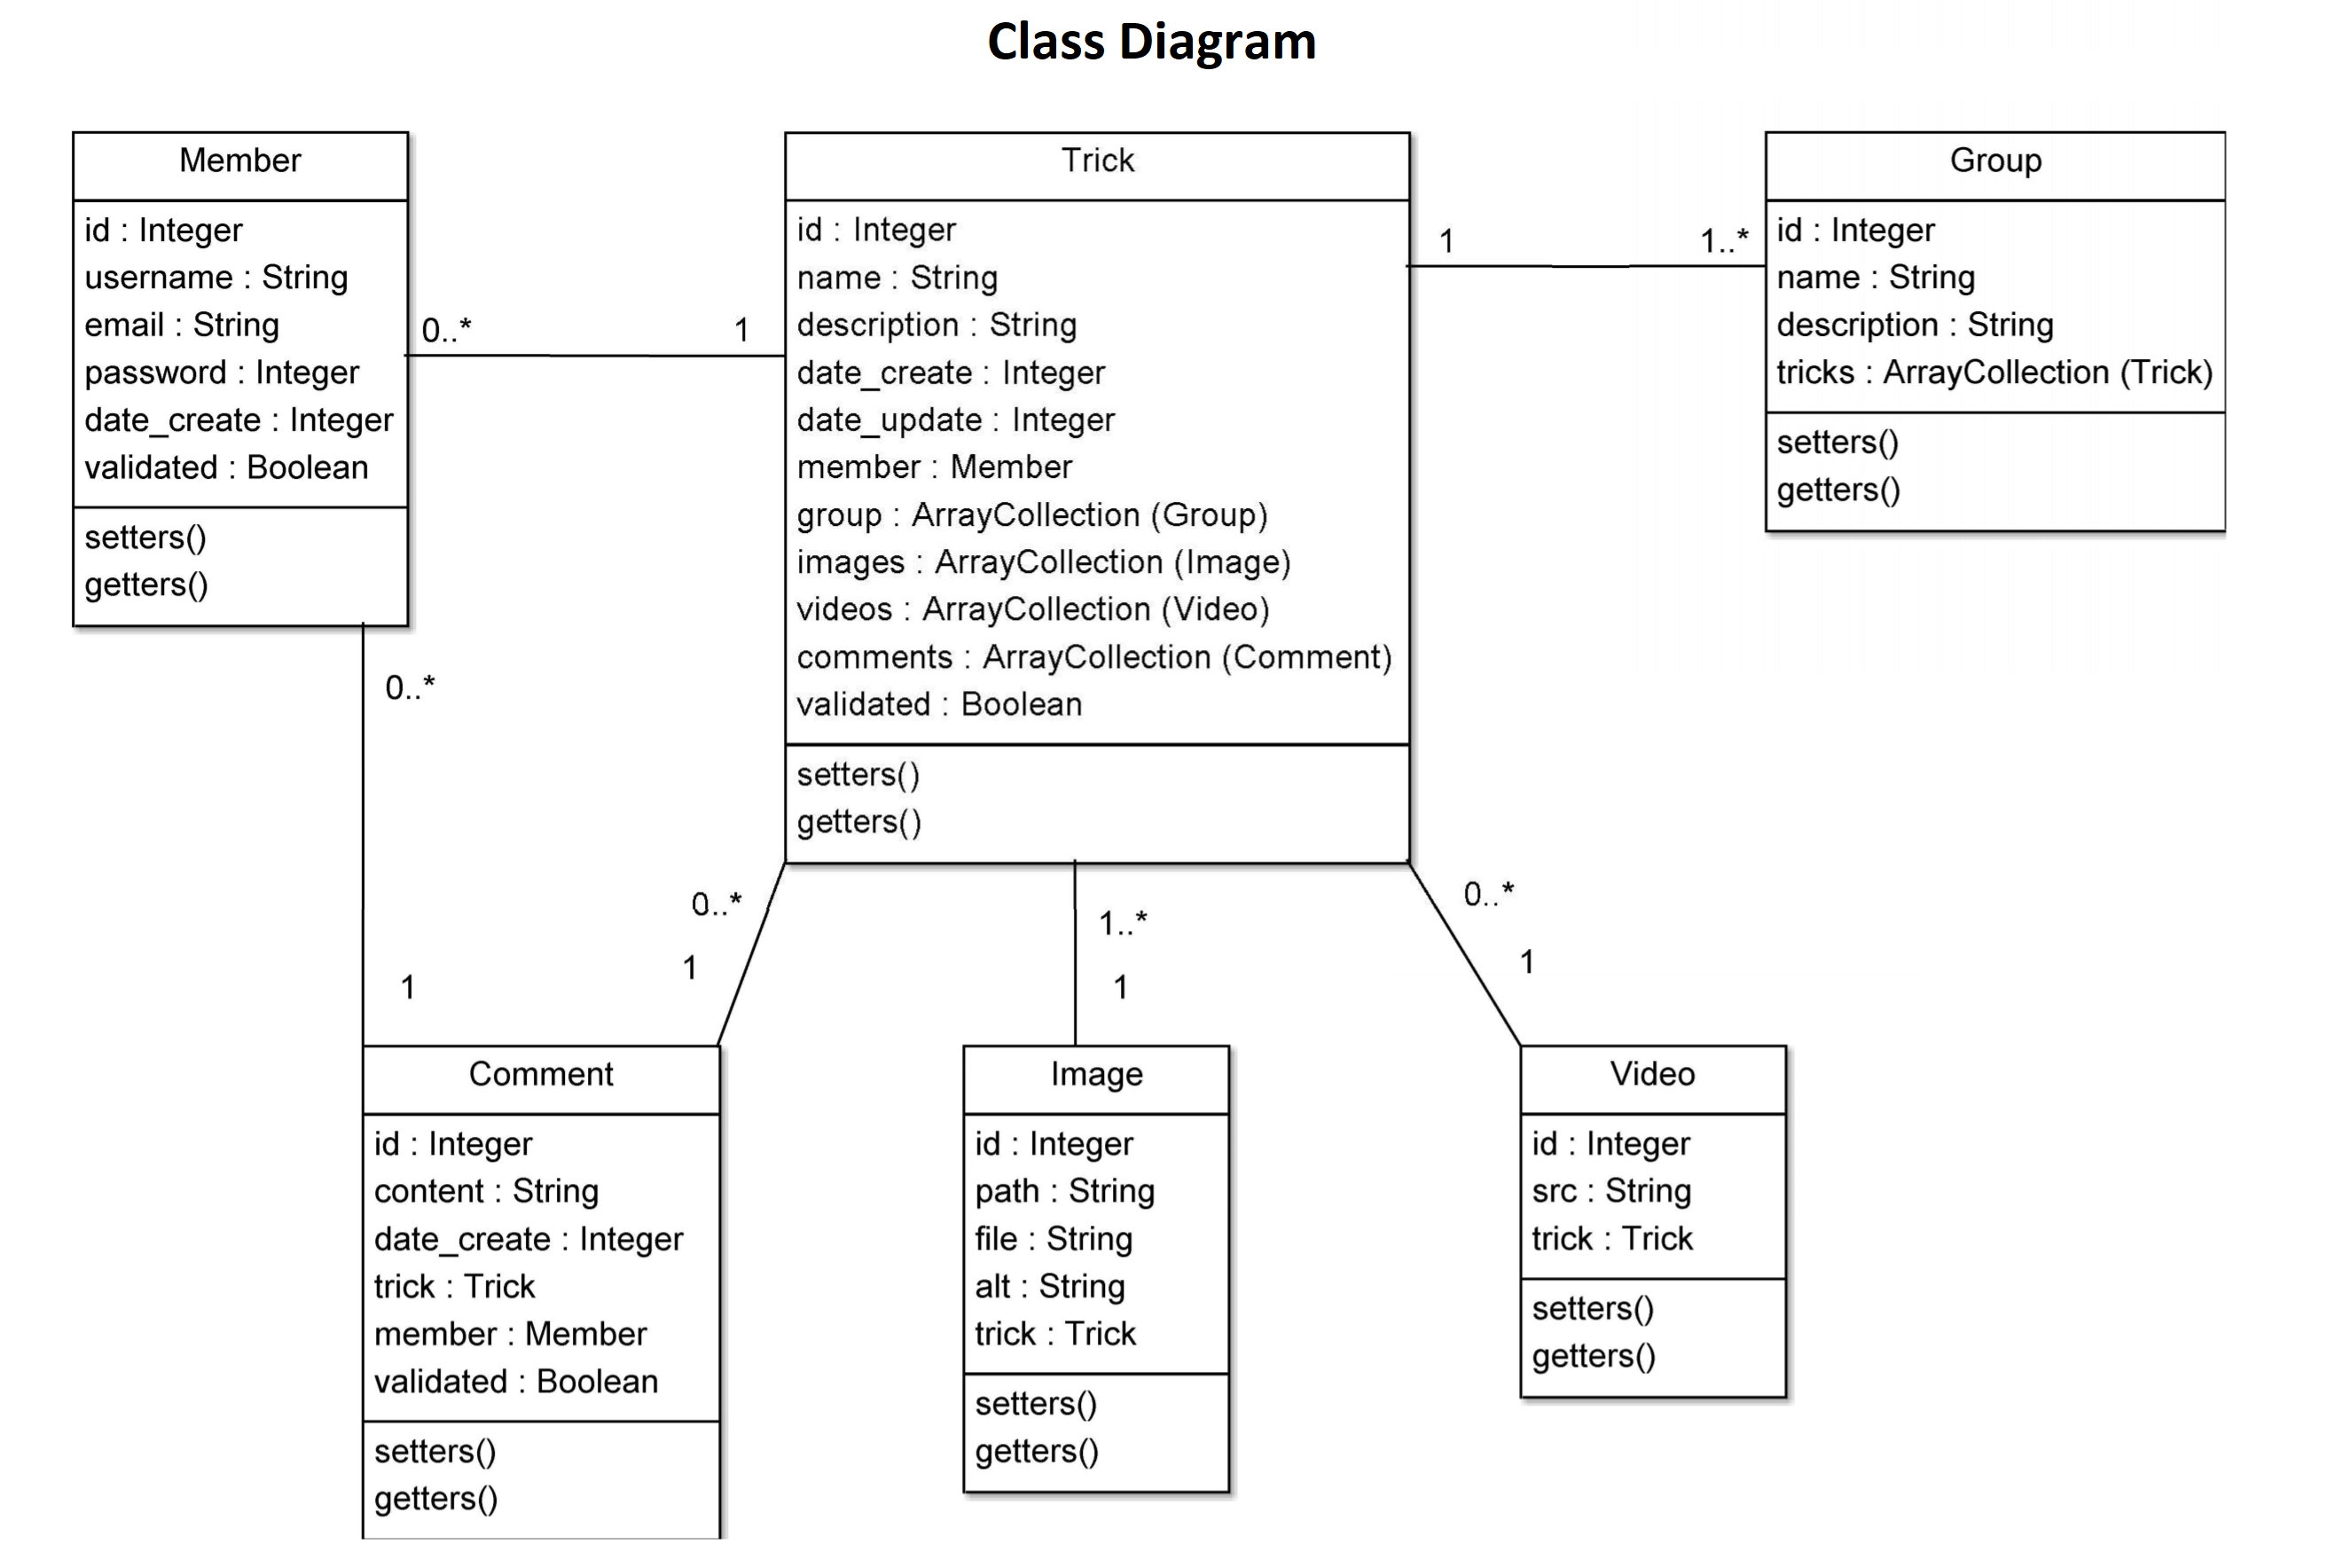 Class Diagram
Member
id : Integer
username : String
email : String
password : Integer
date_create : Integer
validated : Boolean
setters()
getters()
0..*
1
Trick
id : Integer
name : String
description : String
date_create : Integer
date_update : Integer
member : Member
group : ArrayCollection (Group)
images : ArrayCollection (Image)
videos : ArrayCollection (Video)
comments : ArrayCollection (Comment)
validated : Boolean
setters()
getters()
1
1..*
Group
id : Integer
name : String
description : String
tricks : ArrayCollection (Trick)
setters()
getters()
0..*
1
0..*
1
1..*
1
0..*
1
Comment
id : Integer
content : String
date_create : Integer
trick : Trick
member : Member
validated : Boolean
setters()
getters()
Image
id : Integer
path : String
file : String
alt : String
trick : Trick
setters()
getters()
Video
id : Integer
src : String
trick : Trick
setters()
getters()